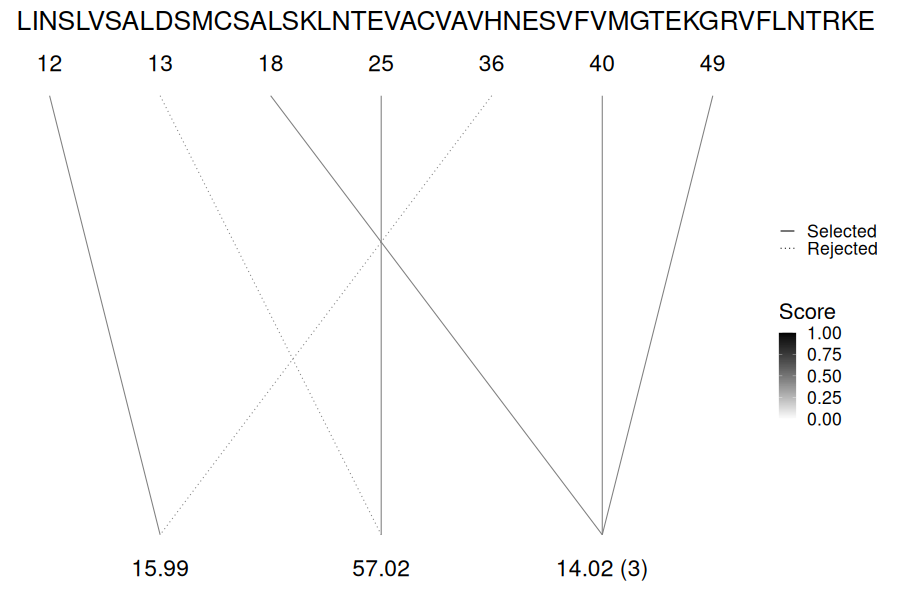 LINSLVSALDSMCSALSKLNTEVACVAVHNESVFVMGTEKGRVFLNTRKE
12 13 18 25 36 40 49
Selected
Rejected
Score
1.00
0.75
0.50
0.25
0.00
15.99 57.02 14.02 (3)